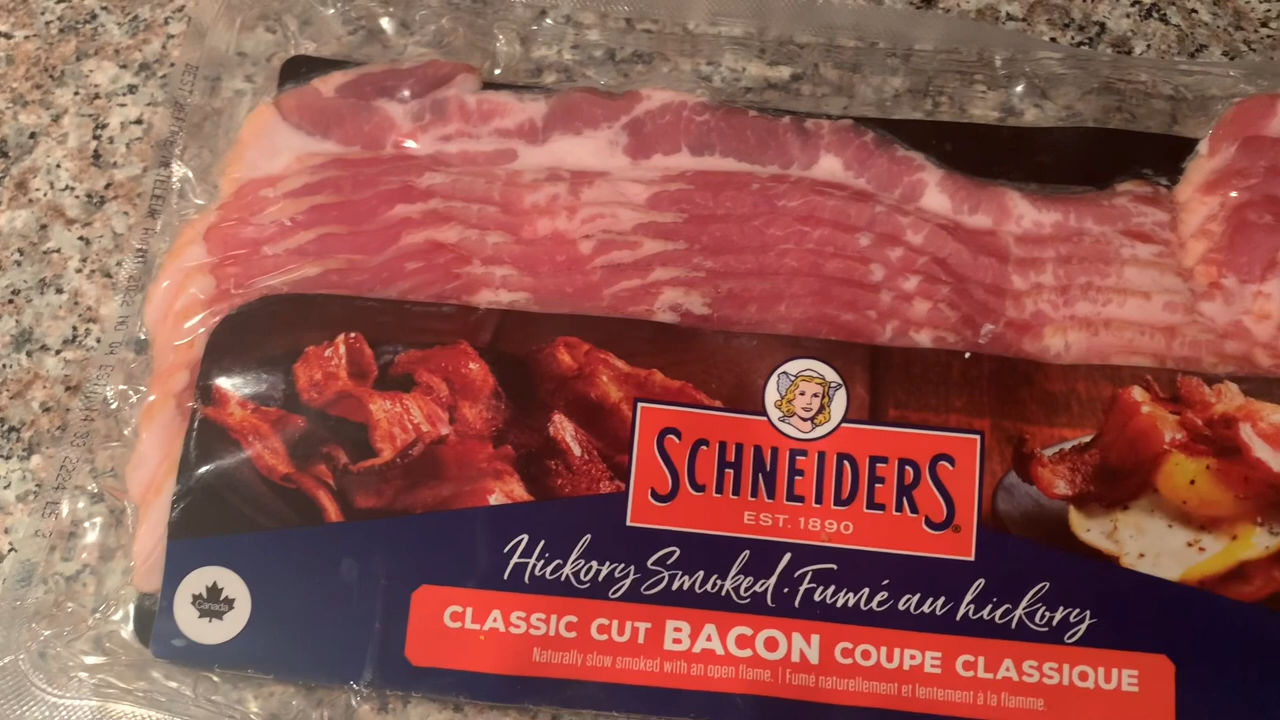 SCHNEIDERS
EST. 1890
Hickory Smoked · Fumé au hickory
CLASSIC CUT BACON COUPE CLASSIQUE
Naturally slow smoked with an open flame. | Fumé naturellement et lentement à la flamme.
Canada